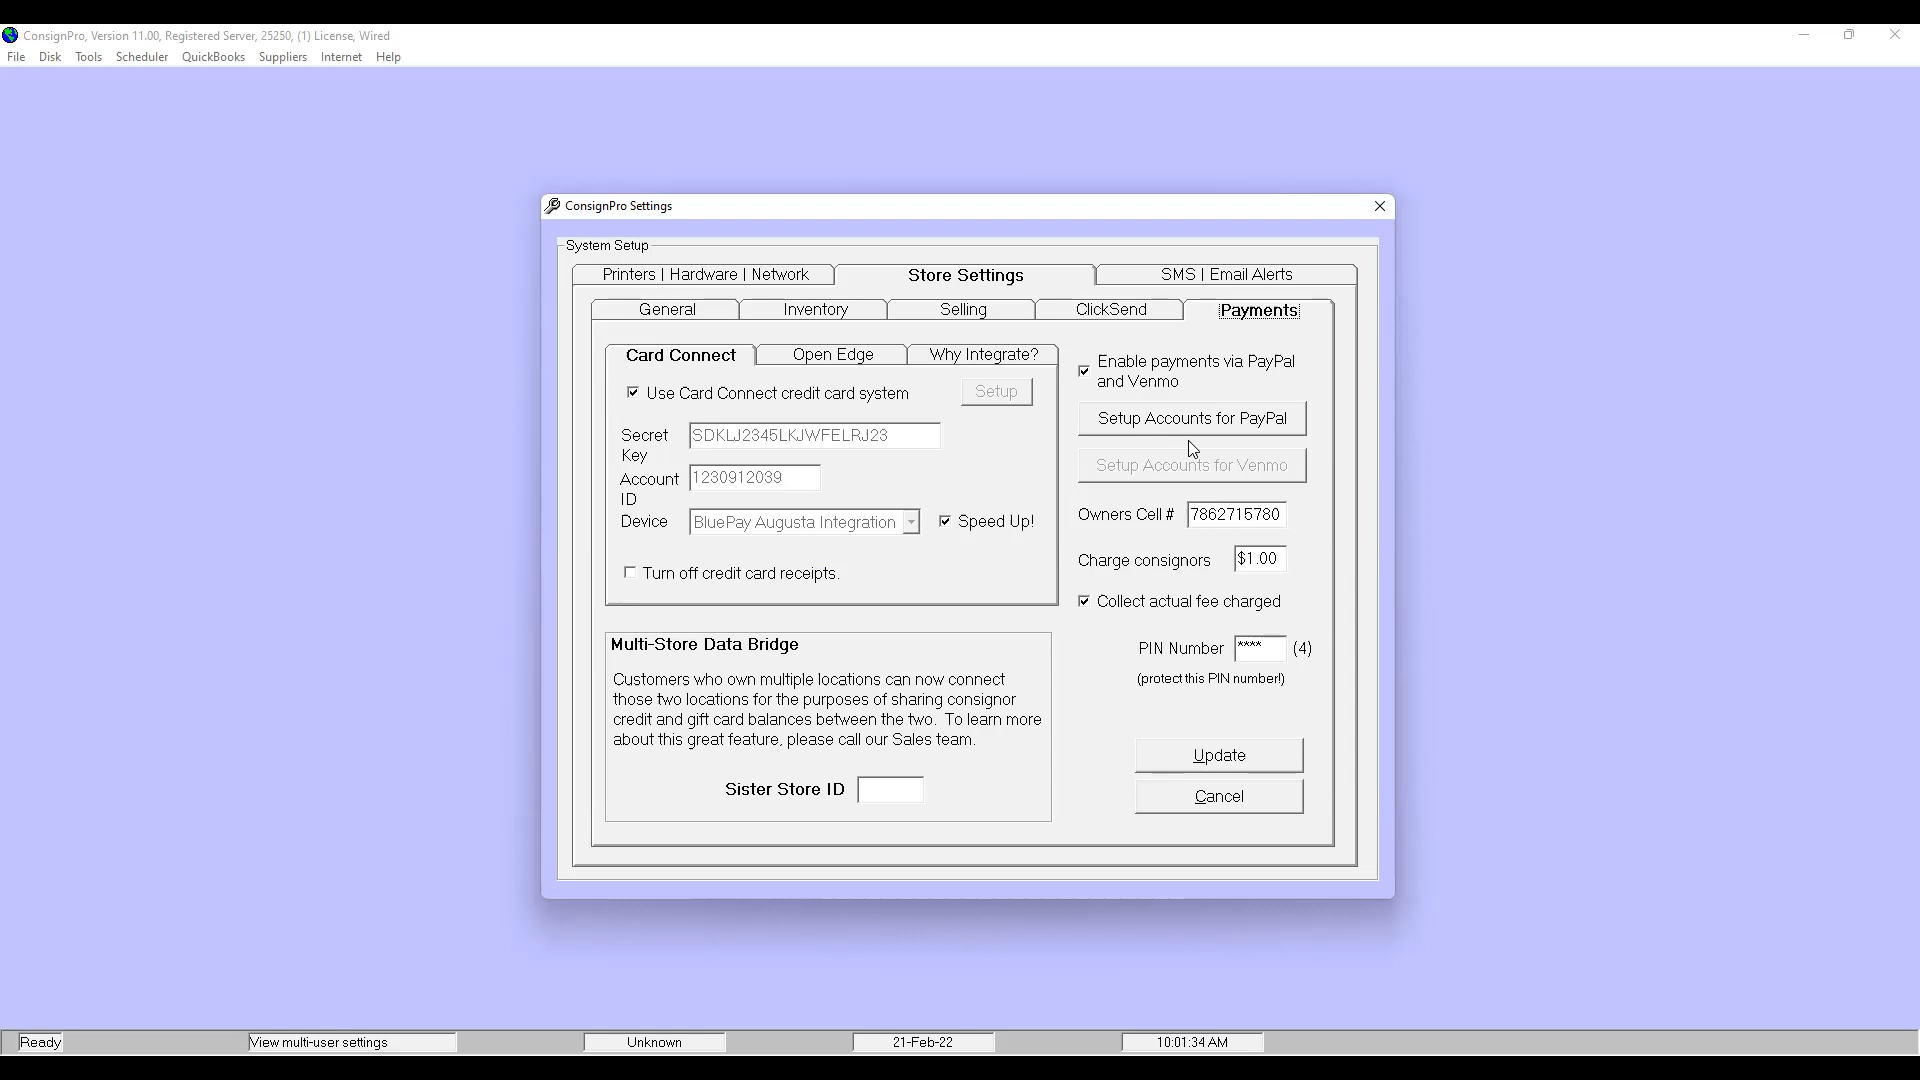 ConsignPro, Version 11.00, Registered Server, 25250, (1) License, Wired
File Disk Tools Scheduler QuickBooks Suppliers Internet Help
ConsignPro Settings
System Setup
Printers | Hardware | Network Store Settings SMS | Email Alerts
General Inventory Selling ClickSend Payments
Card Connect Open Edge Why Integrate?
Use Card Connect credit card system Setup
Secret Key SDKLJ2345LKJWFELRJ23
Account ID 1230912039
Device BluePay Augusta Integration Speed Up!
Turn off credit card receipts.
Multi-Store Data Bridge
Customers who own multiple locations can now connect
those two locations for the purposes of sharing consignor
credit and gift card balances between the two. To learn more
about this great feature, please call our Sales team.
Sister Store ID
Enable payments via PayPal
and Venmo
Setup Accounts for PayPal
Setup Accounts for Venmo
Owners Cell # 7862715780
Charge consignors $1.00
Collect actual fee charged
PIN Number **** (4)
(protect this PIN number!)
Update
Cancel
Ready View multi-user settings Unknown 21-Feb-22 10:01:34 AM